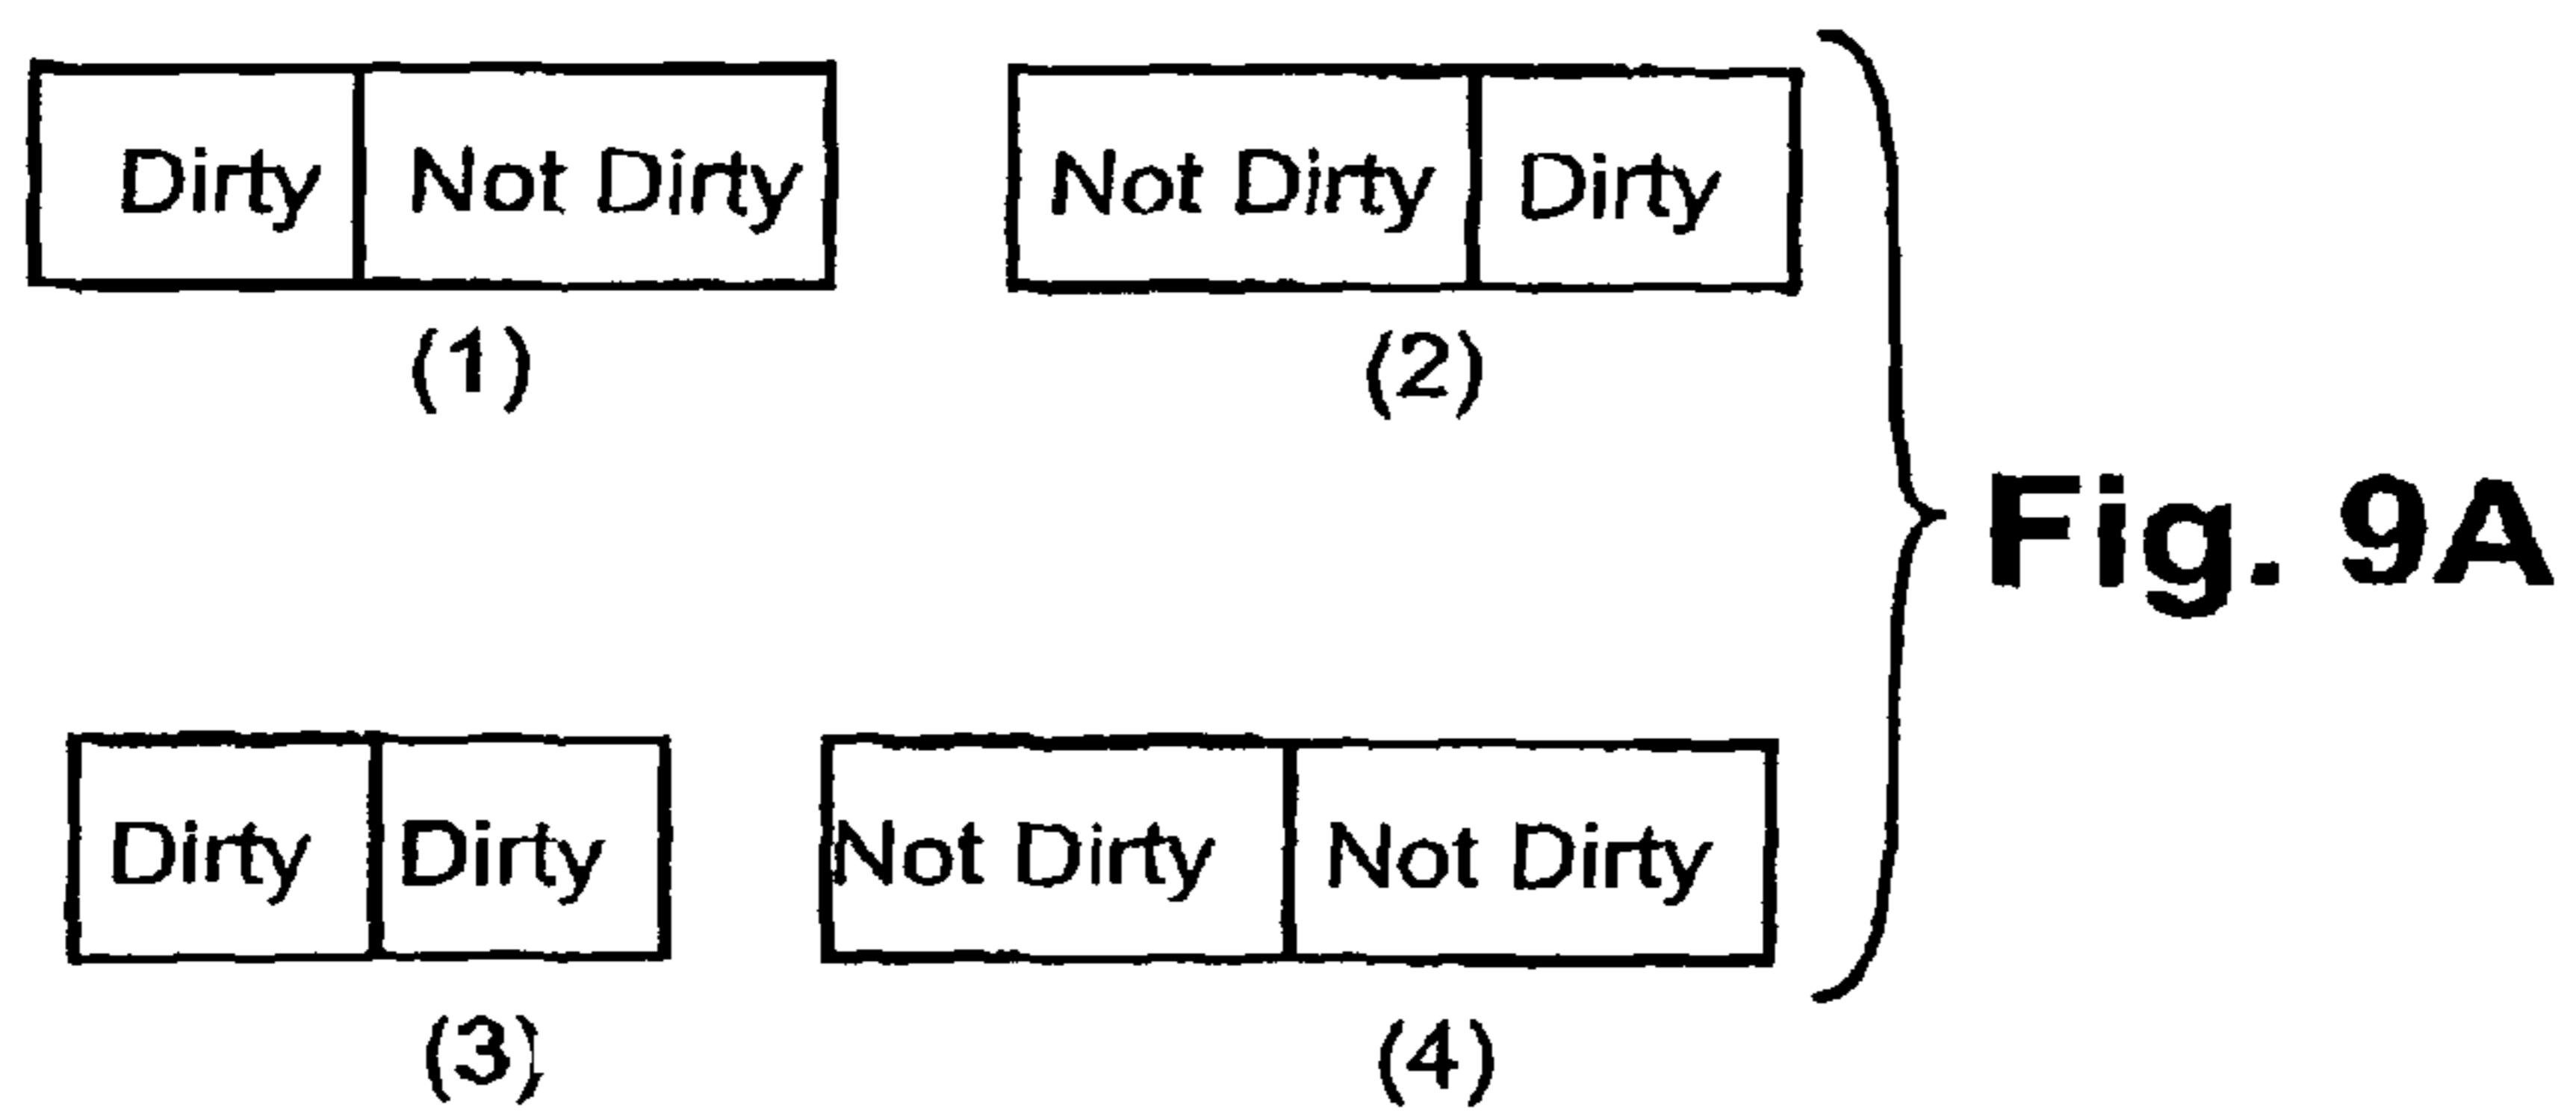 Dirty Not Dirty Not Dirty Dirty
(1) (2)
Fig. 9A
Dirty Dirty Not Dirty Not Dirty
(3) (4)